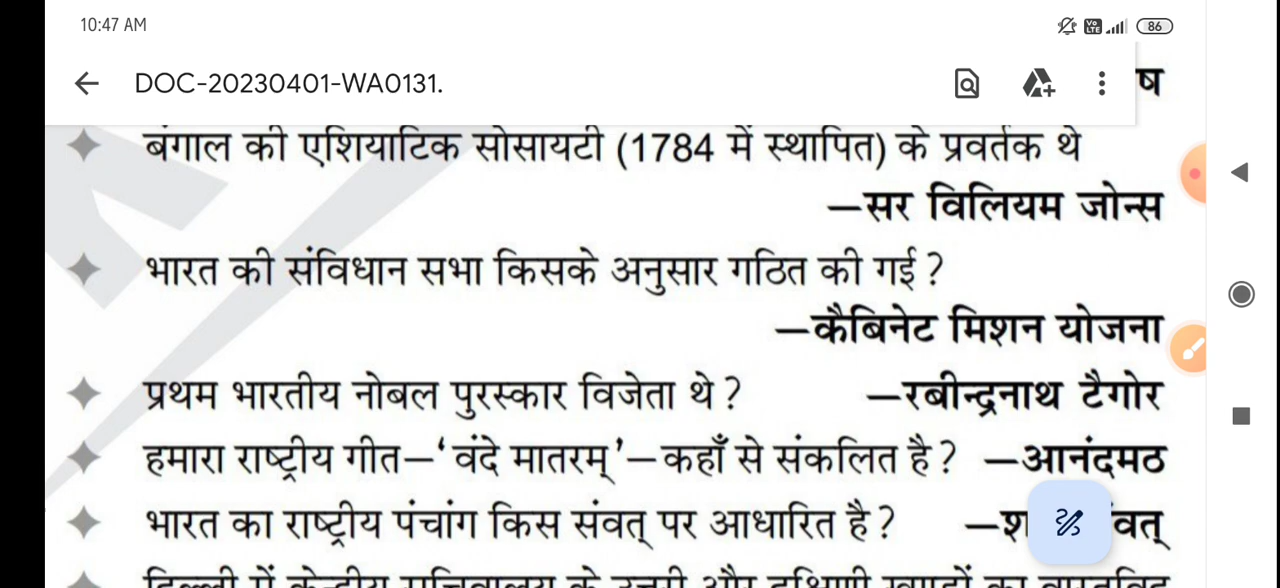 10:47 AM
Vo LTE 86
DOC-20230401-WA0131.
बंगाल की एशियाटिक सोसायटी (1784 में स्थापित) के प्रवर्तक थे
—सर विलियम जोन्स
भारत की संविधान सभा किसके अनुसार गठित की गई ?
—कैबिनेट मिशन योजना
प्रथम भारतीय नोबल पुरस्कार विजेता थे ? —रबीन्द्रनाथ टैगोर
हमारा राष्ट्रीय गीत—‘वंदे मातरम्’—कहाँ से संकलित है ? —आनंदमठ
भारत का राष्ट्रीय पंचांग किस संवत् पर आधारित है ?